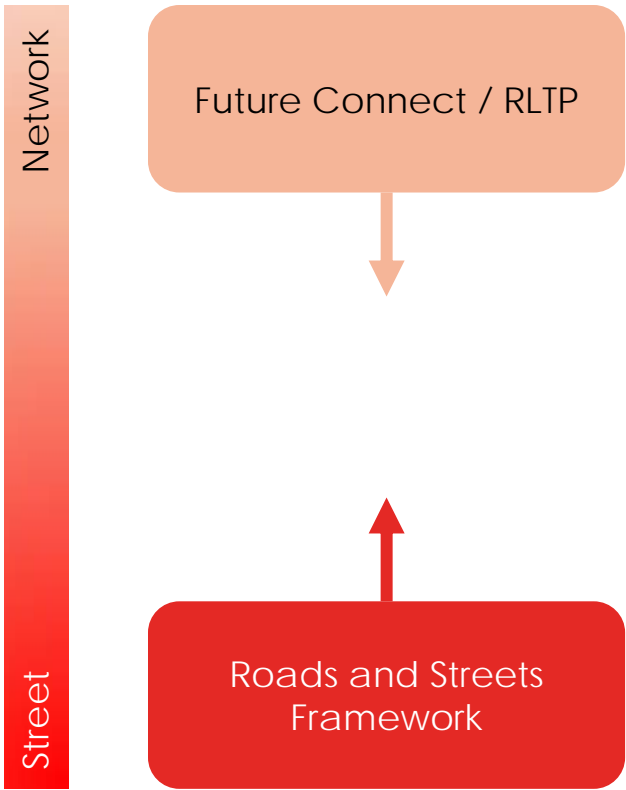 Network
Future Connect / RLTP
Street
Roads and Streets
Framework